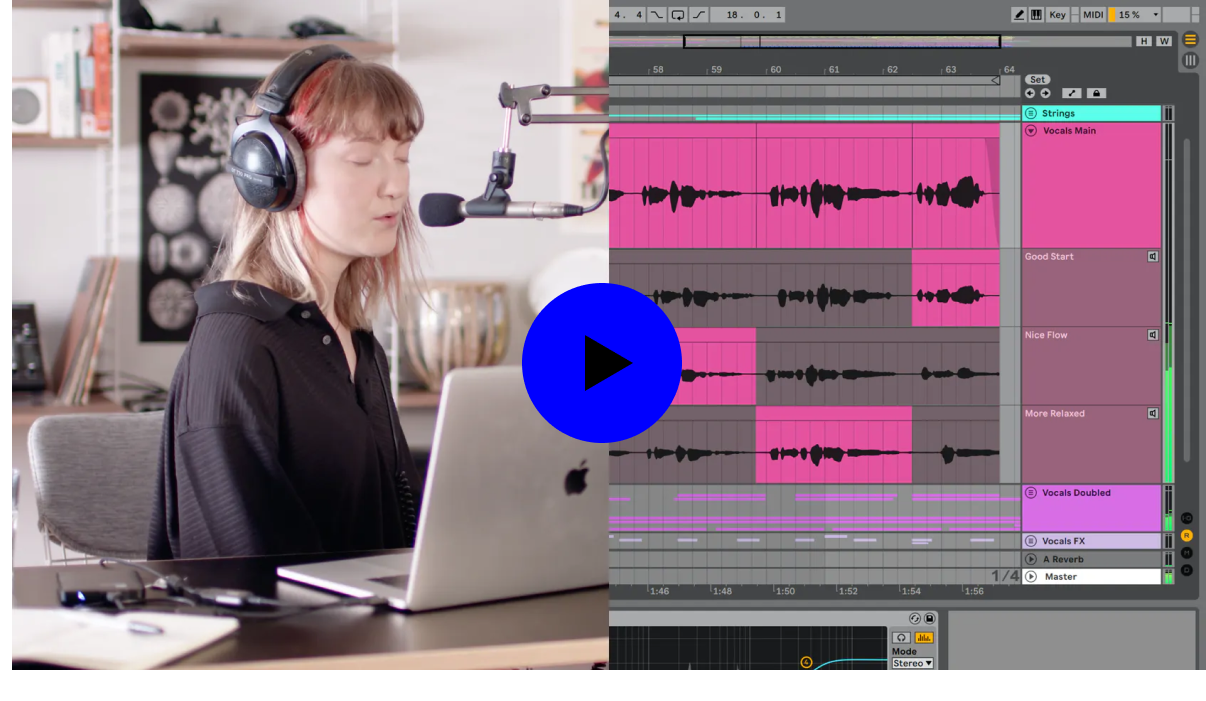 4. 4
18. 0. 1
Key
MIDI
15 %
H
W
58
59
60
61
62
63
64
Set
Strings
Vocals Main
Good Start
Nice Flow
More Relaxed
Vocals Doubled
Vocals FX
A Reverb
1/4
Master
1:46
1:48
1:50
1:52
1:54
1:56
R
4
Mode
Stereo